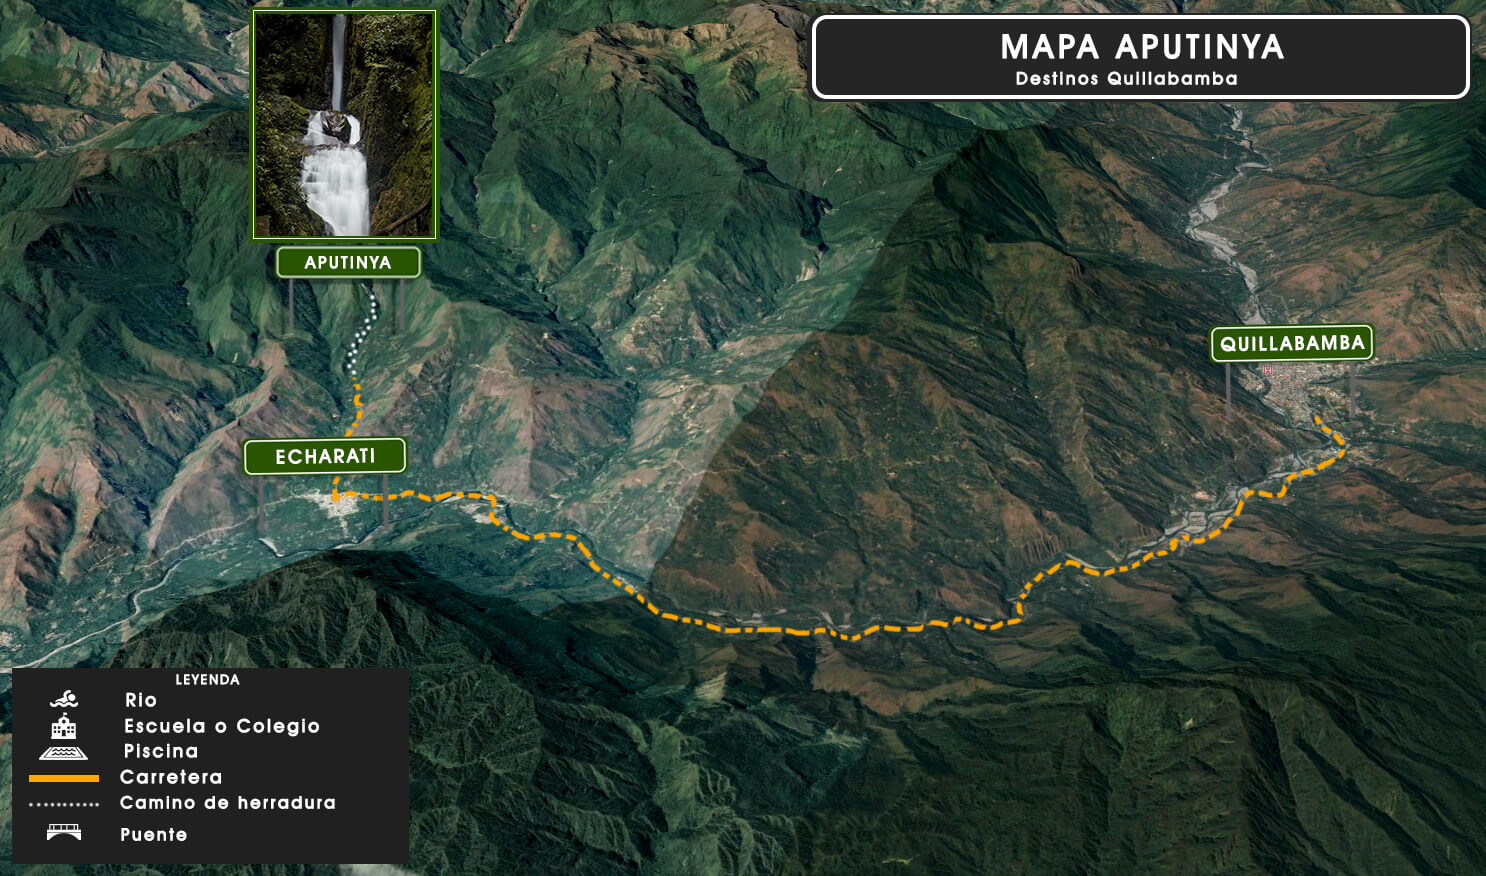 MAPA APUTINYA
Destinos Quillabamba
APUTINYA
QUILLABAMBA
ECHARATI
LEYENDA
Rio
Escuela o Colegio
Piscina
Carretera
Camino de herradura
Puente